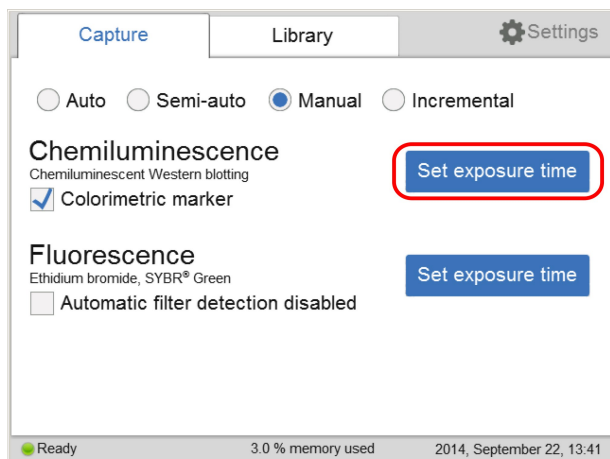 Capture Library Settings
Auto Semi-auto Manual Incremental
Chemiluminescence
Chemiluminescent Western blotting
Set exposure time
Colorimetric marker
Fluorescence
Ethidium bromide, SYBR® Green
Set exposure time
Automatic filter detection disabled
Ready 3.0 % memory used 2014, September 22, 13:41